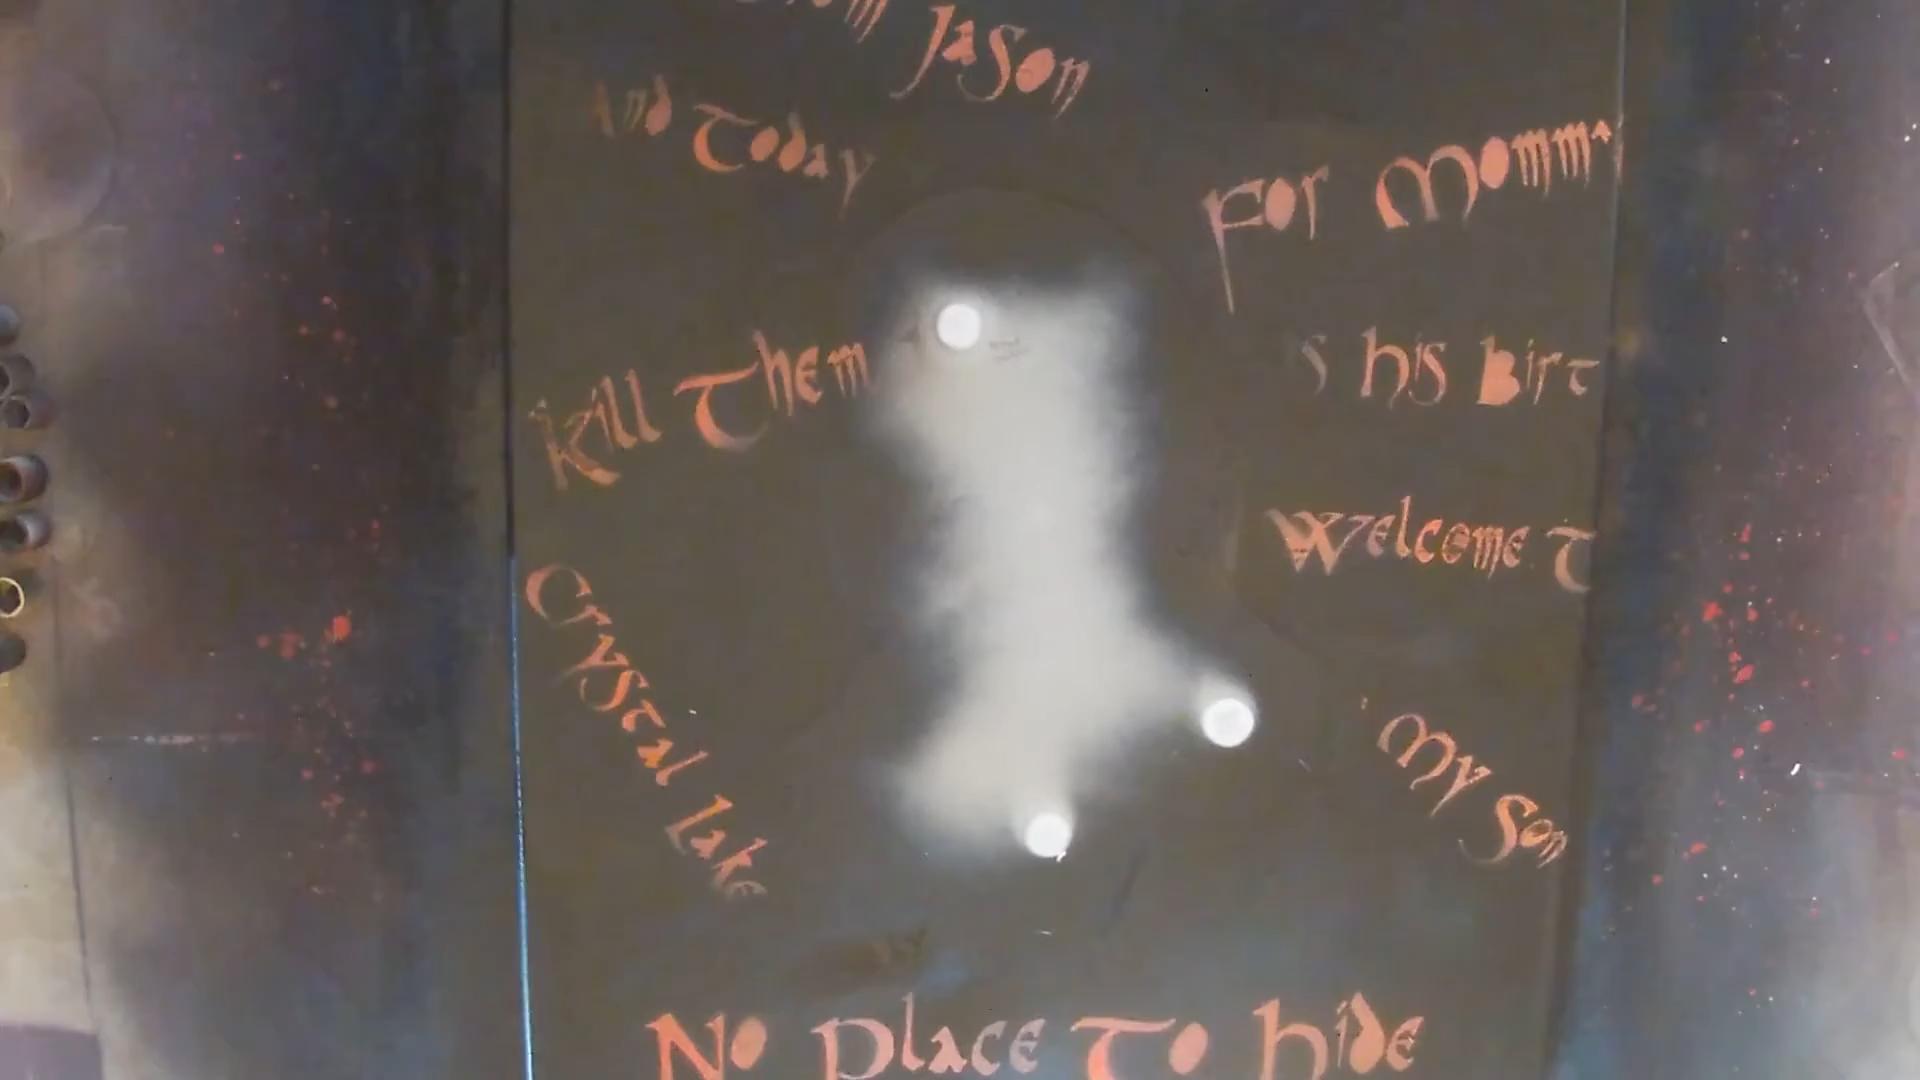 Jason
And Today
For Momm
Kill Them
s his Birt
Welcome T
Crystal Lake
My Son
No Place To Hide